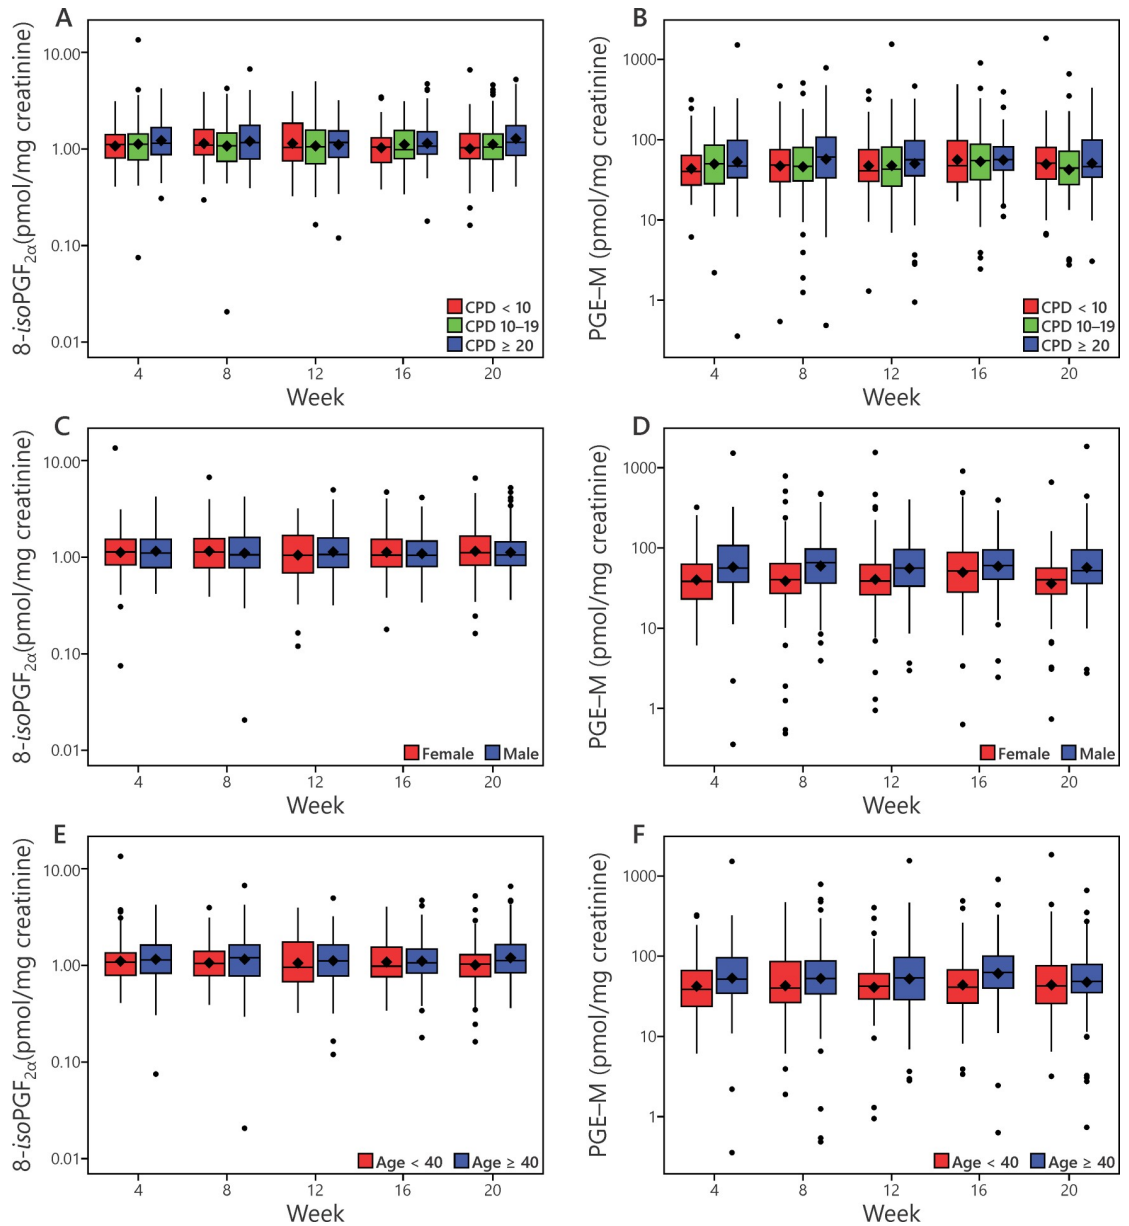 A
8-isoPGF2α(pmol/mg creatinine)
10.00
1.00
0.10
0.01
CPD < 10
CPD 10–19
CPD ≥ 20
4 8 12 16 20
Week
B
PGE–M (pmol/mg creatinine)
1000
100
10
1
CPD < 10
CPD 10–19
CPD ≥ 20
4 8 12 16 20
Week
C
8-isoPGF2α(pmol/mg creatinine)
10.00
1.00
0.10
0.01
Female Male
4 8 12 16 20
Week
D
PGE–M (pmol/mg creatinine)
1000
100
10
1
Female Male
4 8 12 16 20
Week
E
8-isoPGF2α(pmol/mg creatinine)
10.00
1.00
0.10
0.01
Age < 40 Age ≥ 40
4 8 12 16 20
Week
F
PGE–M (pmol/mg creatinine)
1000
100
10
1
Age < 40 Age ≥ 40
4 8 12 16 20
Week